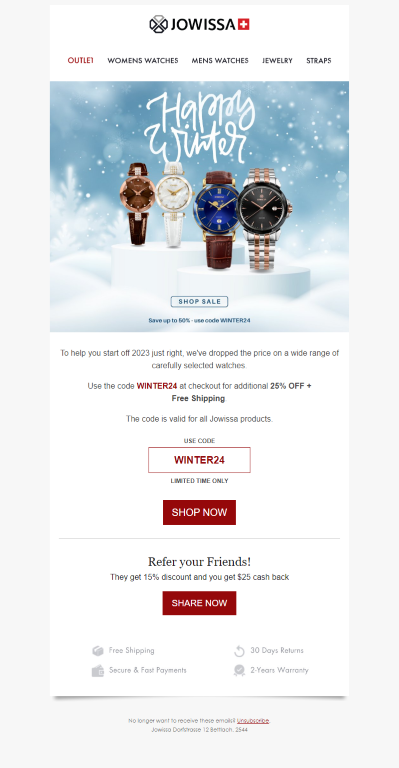 JOWISSA
OUTLET
WOMENS WATCHES
MENS WATCHES
JEWELRY
STRAPS
Happy
Winter
SHOP SALE
Save up to 50% - use code WINTER24
To help you start off 2023 just right, we've dropped the price on a wide range of
carefully selected watches.
Use the code WINTER24 at checkout for additional 25% OFF +
Free Shipping.
The code is valid for all Jowissa products.
USE CODE
WINTER24
LIMITED TIME ONLY
SHOP NOW
Refer your Friends!
They get 15% discount and you get $25 cash back
SHARE NOW
Free Shipping
30 Days Returns
Secure & Fast Payments
2-Years Warranty
No longer want to receive these emails? Unsubscribe.
Jowissa Dorfstrasse 12 Bettlach, 2544